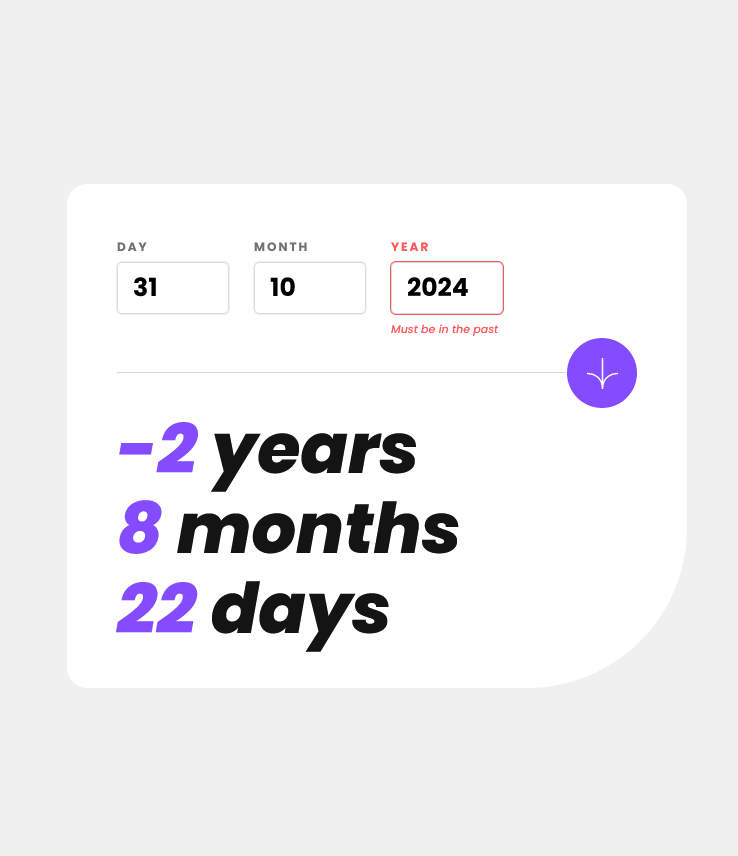 DAY MONTH YEAR
31 10 2024
Must be in the past
-2 years
8 months
22 days